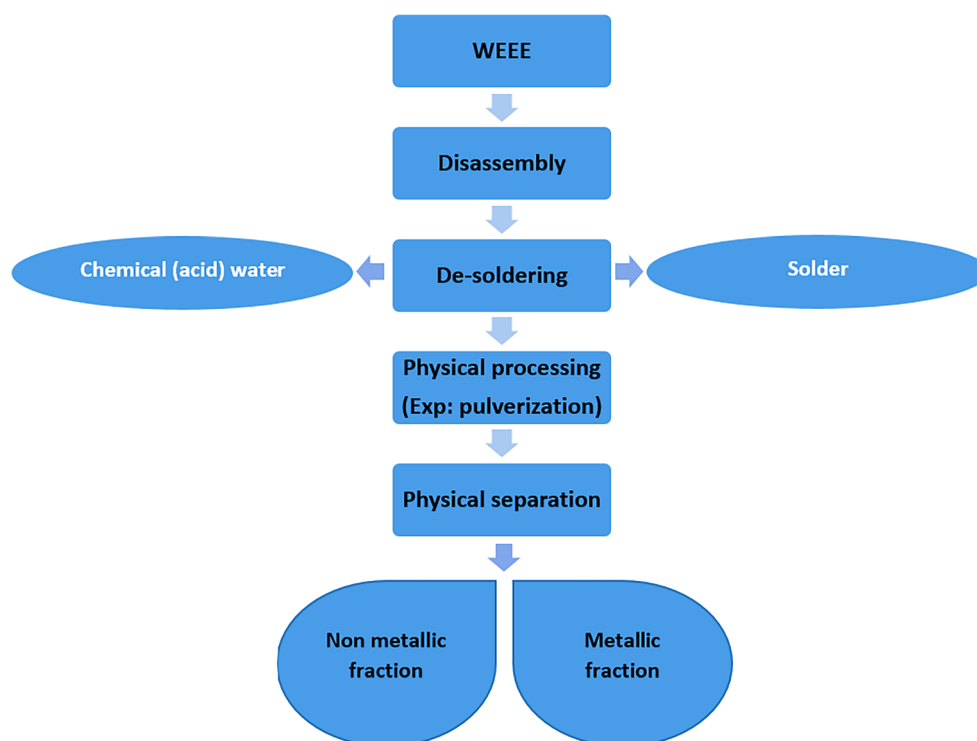 WEEE
Disassembly
Chemical (acid) water
De-soldering
Solder
Physical processing
(Exp: pulverization)
Physical separation
Non metallic
fraction
Metallic
fraction